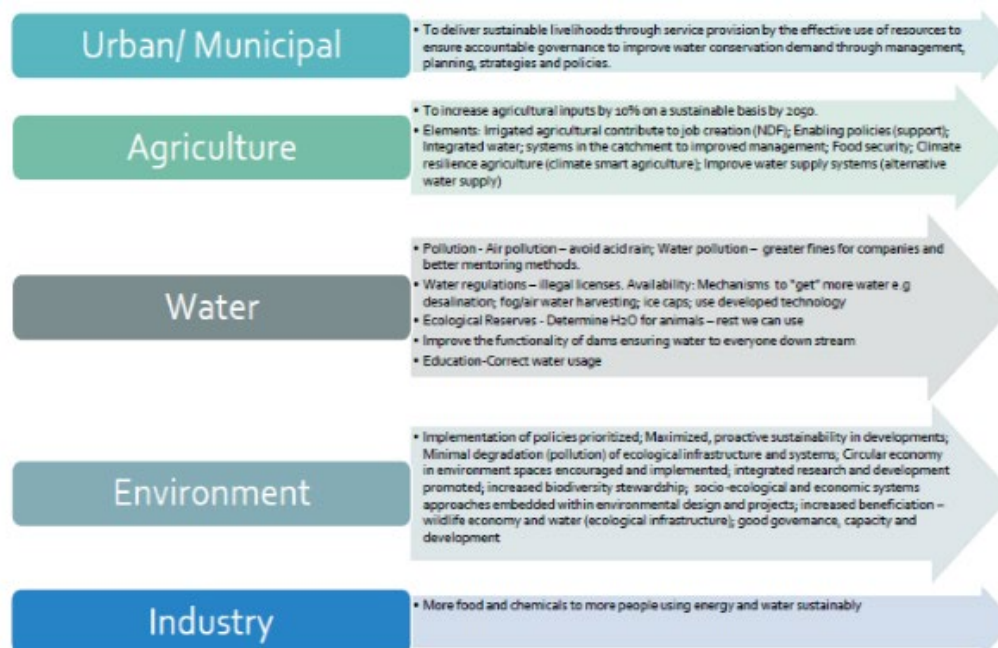 Urban/ Municipal
• To deliver sustainable livelihoods through service provision by the effective use of resources to
ensure accountable governance to improve water conservation demand through management,
planning, strategies and policies.
Agriculture
• To increase agricultural inputs by 10% on a sustainable basis by 2050.
• Elements: Irrigated agricultural contribute to job creation (NDF); Enabling policies (support);
Integrated water; systems in the catchment to improved management; Food security; Climate
resilience agriculture (climate smart agriculture); Improve water supply systems (alternative
water supply)
Water
• Pollution - Air pollution – avoid acid rain; Water pollution – greater fines for companies and
better mentoring methods.
• Water regulations – illegal licenses. Availability: Mechanisms to "get" more water e.g
desalination; fog/air water harvesting; ice caps; use developed technology
• Ecological Reserves - Determine H2O for animals – rest we can use
• Improve the functionality of dams ensuring water to everyone down stream
• Education-Correct water usage
Environment
• Implementation of policies prioritized; Maximized, proactive sustainability in developments;
Minimal degradation (pollution) of ecological infrastructure and systems; Circular economy
in environment spaces encouraged and implemented; integrated research and development
promoted; increased biodiversity stewardship; socio-ecological and economic systems
approaches embedded within environmental design and projects; increased beneficiation –
wildlife economy and water (ecological infrastructure); good governance, capacity and
development
Industry
• More food and chemicals to more people using energy and water sustainably